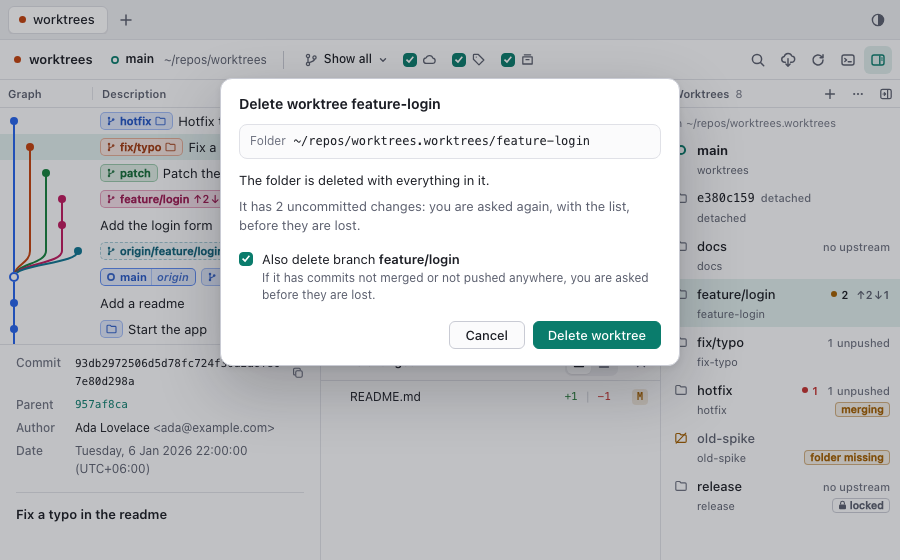 worktrees
worktrees main ~/repos/worktrees Show all
Graph Description
hotfix Hotfix
fix/typo Fix a
patch Patch the
feature/login ↑2↓
Add the login form
origin/feature/login
main origin
Add a readme
Start the app
Delete worktree feature-login
Folder ~/repos/worktrees.worktrees/feature-login
The folder is deleted with everything in it.
It has 2 uncommitted changes: you are asked again, with the list,
before they are lost.
Also delete branch feature/login
If it has commits not merged or not pushed anywhere, you are asked
before they are lost.
Cancel Delete worktree
Worktrees 8
~/repos/worktrees.worktrees
main
worktrees
e380c159 detached
detached
docs no upstream
docs
feature/login 2 ↑2↓1
feature-login
fix/typo 1 unpushed
fix-typo
hotfix 1 1 unpushed
hotfix merging
old-spike
old-spike folder missing
release no upstream
release locked
Commit
7e80d298a
Parent 957af8ca
Author Ada Lovelace <ada@example.com>
Date Tuesday, 6 Jan 2026 22:00:00
(UTC+06:00)
Fix a typo in the readme
README.md +1 −1 M